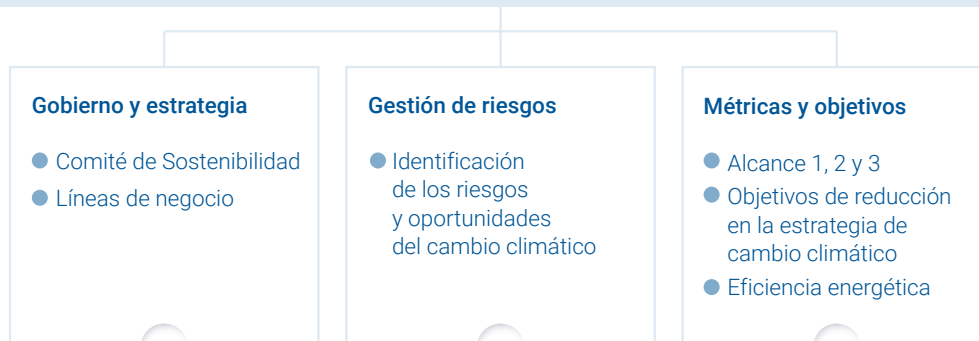 Gobierno y estrategia
Comité de Sostenibilidad
Líneas de negocio
Gestión de riesgos
Identificación
de los riesgos
y oportunidades
del cambio climático
Métricas y objetivos
Alcance 1, 2 y 3
Objetivos de reducción
en la estrategia de
cambio climático
Eficiencia energética